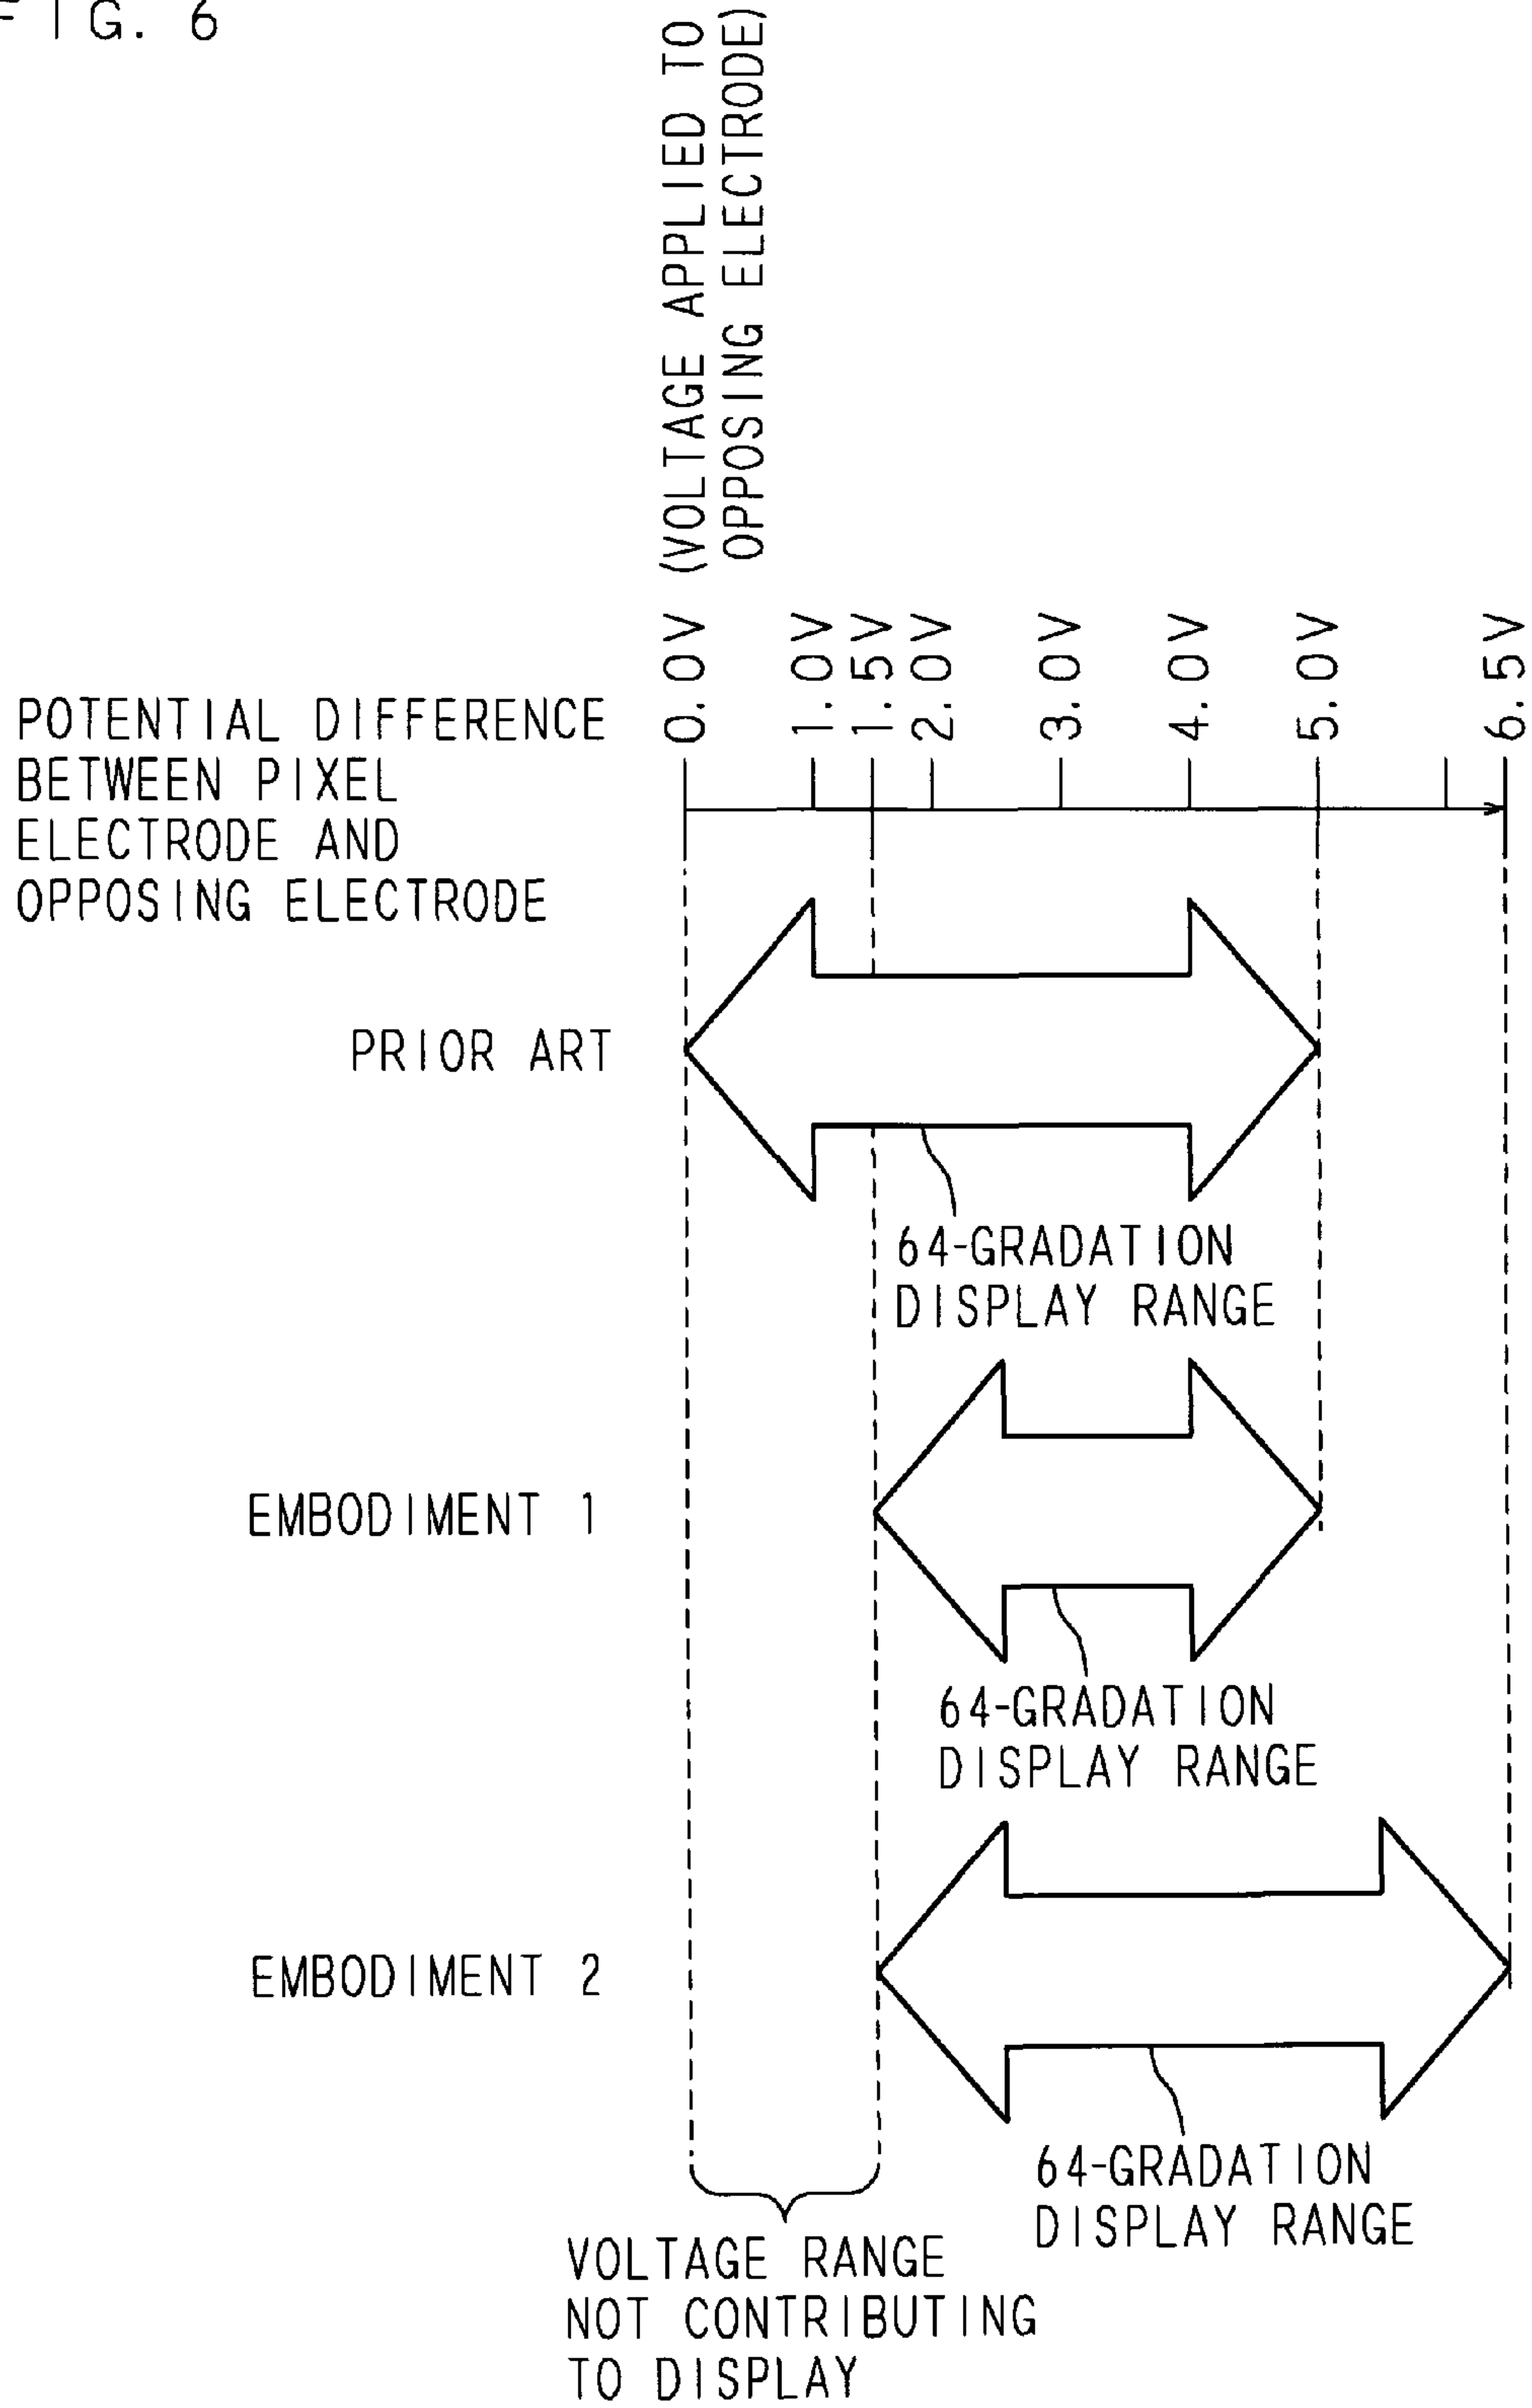 FIG. 6
0.0V (VOLTAGE APPLIED TO
OPPOSING ELECTRODE)
1.0V
1.5V
2.0V
3.0V
4.0V
5.0V
6.5V
POTENTIAL DIFFERENCE
BETWEEN PIXEL
ELECTRODE AND
OPPOSING ELECTRODE
PRIOR ART
64-GRADATION
DISPLAY RANGE
EMBODIMENT 1
64-GRADATION
DISPLAY RANGE
EMBODIMENT 2
64-GRADATION
DISPLAY RANGE
VOLTAGE RANGE
NOT CONTRIBUTING
TO DISPLAY